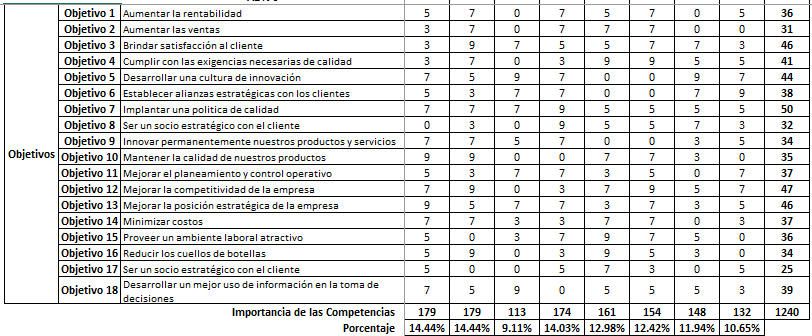 Objetivos
Objetivo 1 Aumentar la rentabilidad 5 7 0 7 5 7 0 5 36
Objetivo 2 Aumentar las ventas 3 7 0 7 7 7 0 0 31
Objetivo 3 Brindar satisfacción al cliente 3 9 7 5 5 7 7 3 46
Objetivo 4 Cumplir con las exigencias necesarias de calidad 3 7 0 3 9 9 5 5 41
Objetivo 5 Desarrollar una cultura de innovación 7 5 9 7 0 0 9 7 44
Objetivo 6 Establecer alianzas estratégicas con los clientes 5 3 7 7 0 0 7 9 38
Objetivo 7 Implantar una politica de calidad 7 7 7 9 5 5 5 5 50
Objetivo 8 Ser un socio estratégico con el cliente 0 3 0 9 5 5 7 3 32
Objetivo 9 Innovar permanentemente nuestros productos y servicios 7 7 5 7 0 0 3 5 34
Objetivo 10 Mantener la calidad de nuestros productos 9 9 0 0 7 7 3 0 35
Objetivo 11 Mejorar el planeamiento y control operativo 5 3 7 7 3 5 0 7 37
Objetivo 12 Mejorar la competitividad de la empresa 7 9 0 3 7 9 5 7 47
Objetivo 13 Mejorar la posición estratégica de la empresa 9 5 7 7 3 7 3 5 46
Objetivo 14 Minimizar costos 7 7 3 3 7 7 0 3 37
Objetivo 15 Proveer un ambiente laboral atractivo 5 0 3 7 9 7 5 0 36
Objetivo 16 Reducir los cuellos de botellas 5 9 0 3 9 5 3 0 34
Objetivo 17 Ser un socio estratégico con el cliente 5 0 0 5 7 3 0 5 25
Objetivo 18 Desarrollar un mejor uso de información en la toma de
decisiones 7 5 9 0 5 5 5 3 39
Importancia de las Competencias 179 179 113 174 161 154 148 132 1240
Porcentaje 14.44% 14.44% 9.11% 14.03% 12.98% 12.42% 11.94% 10.65%